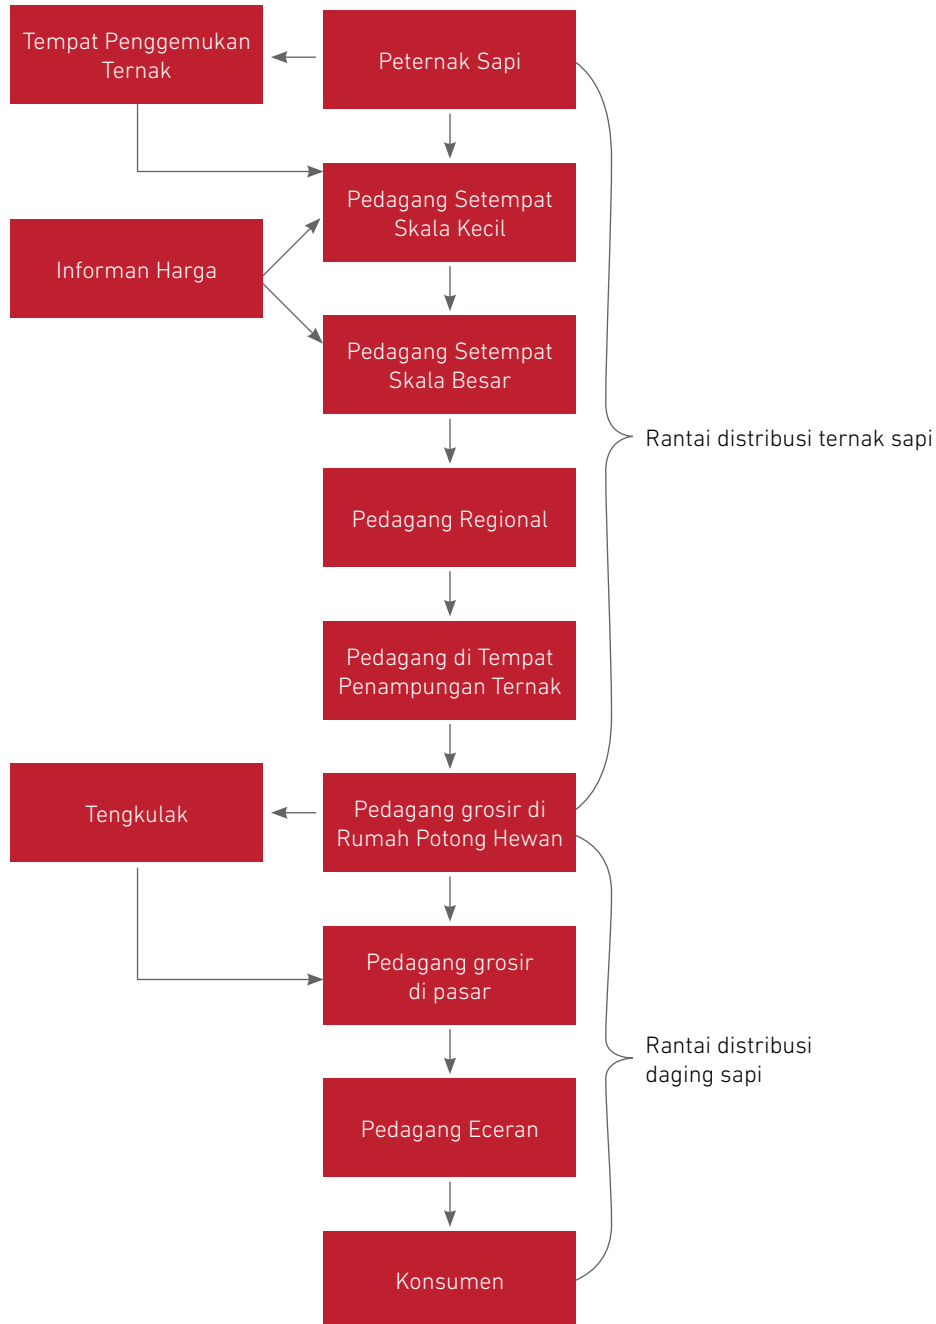 Tempat Penggemukan
Ternak
Peternak Sapi
Pedagang Setempat
Skala Kecil
Informan Harga
Pedagang Setempat
Skala Besar
Rantai distribusi ternak sapi
Pedagang Regional
Pedagang di Tempat
Penampungan Ternak
Tengkulak
Pedagang grosir di
Rumah Potong Hewan
Pedagang grosir
di pasar
Rantai distribusi
daging sapi
Pedagang Eceran
Konsumen